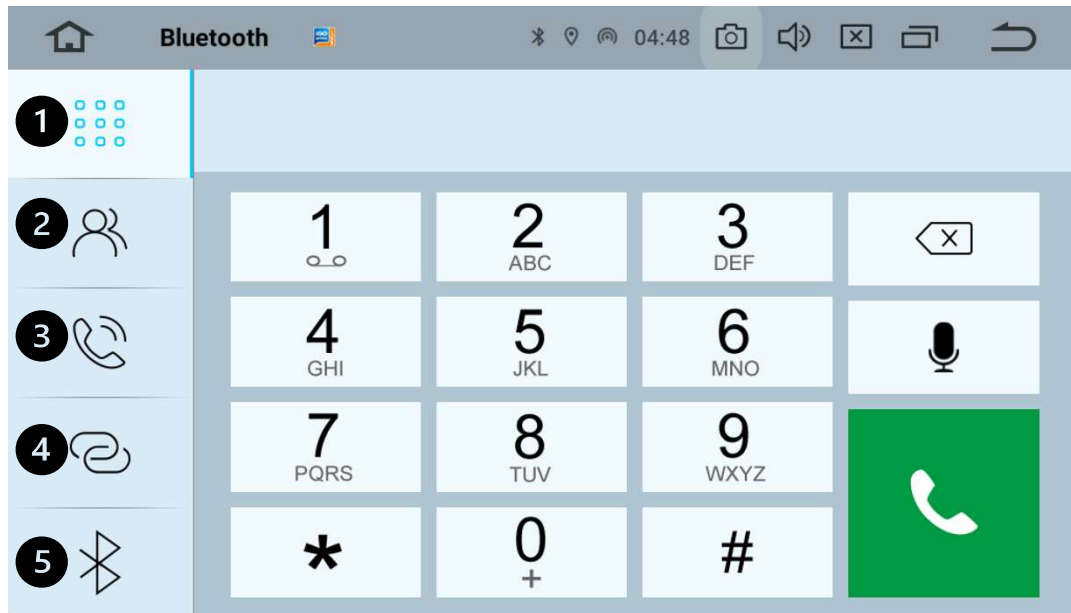 Bluetooth 04:48
1
2
3
4
5
1 2 3
ABC DEF
4 5 6
GHI JKL MNO
7 8 9
PQRS TUV WXYZ
* 0 #
+